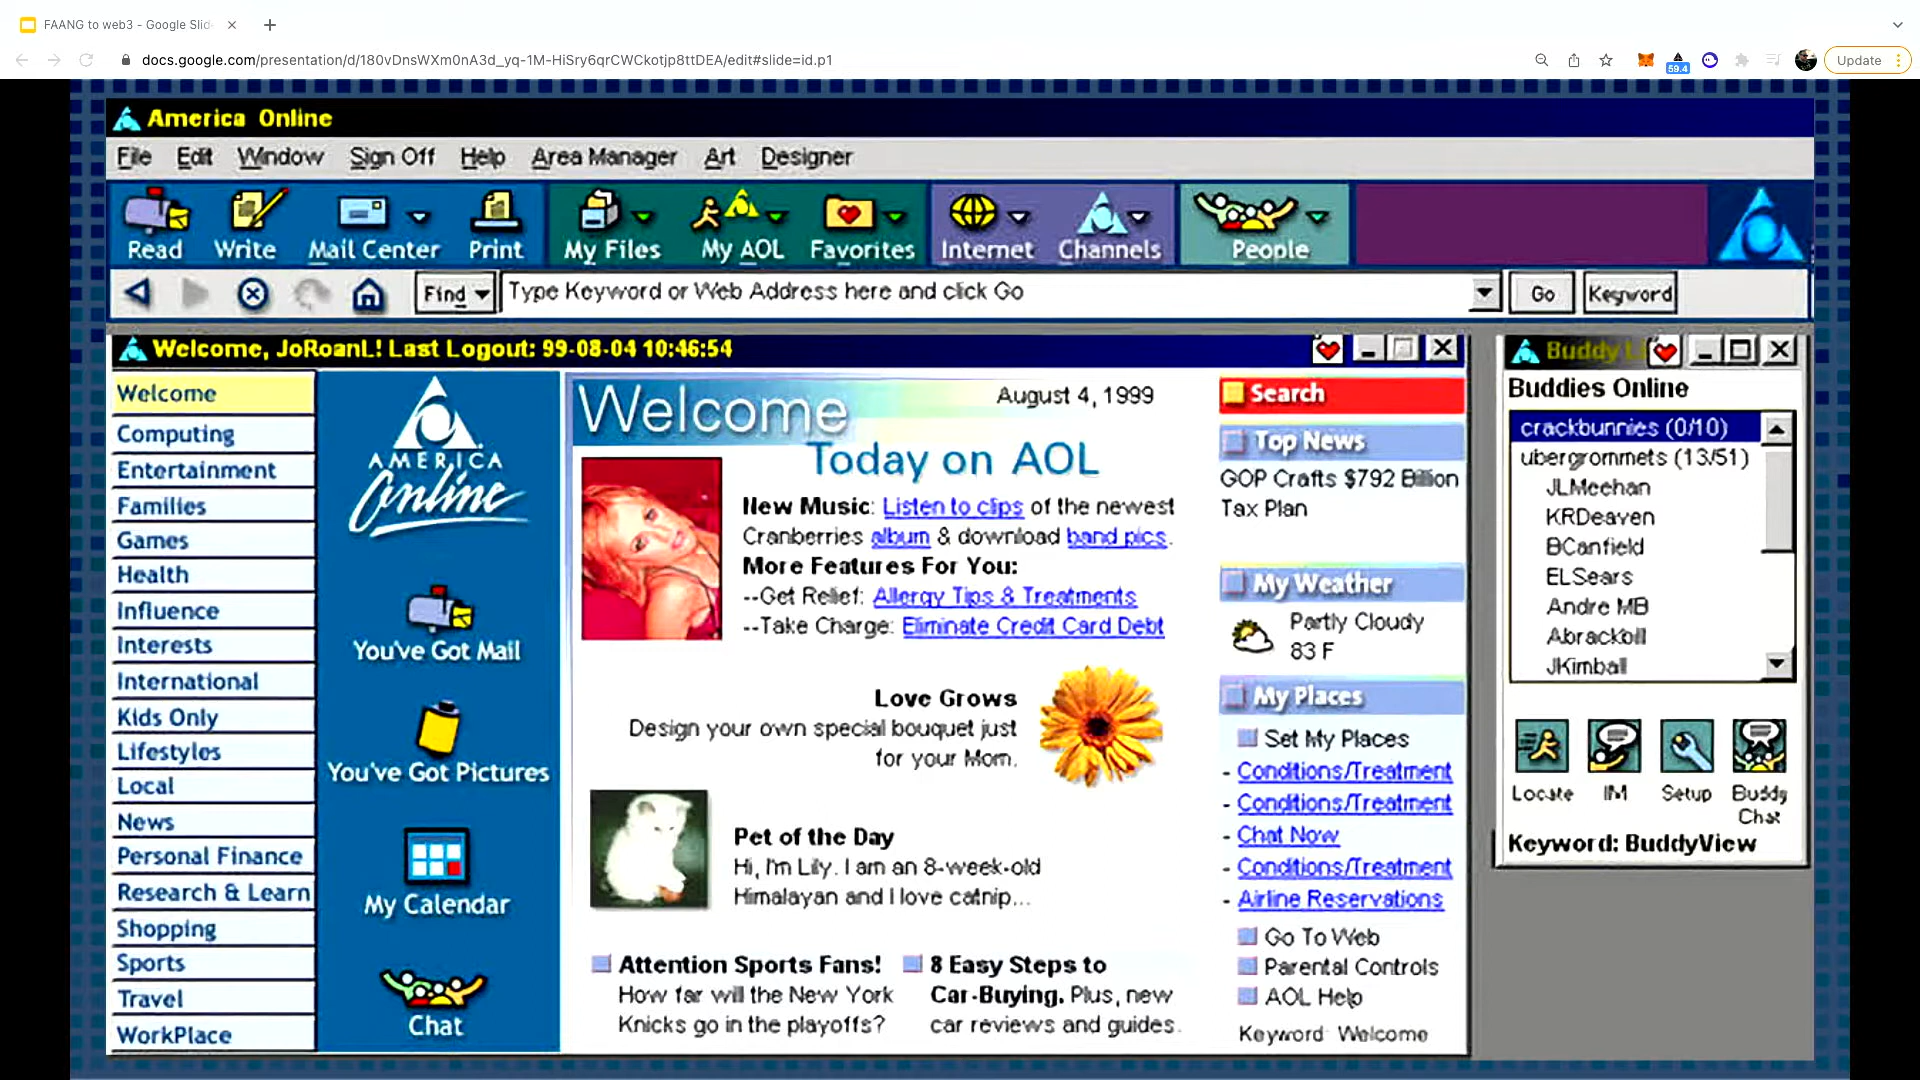 FAANG to web3 - Google Slid
docs.google.com/presentation/d/180vDnsWXm0nA3d_yq-1M-HiSry6qrCWCkotjp8ttDEA/edit#slide=id.p1
59.4
Update
America Online
File Edit Window Sign Off Help Area Manager Art Designer
Read Write Mail Center Print My Files My AOL Favorites Internet Channels People
Find Type Keyword or Web Address here and click Go Go Keyword
Welcome, JoRoanL! Last Logout: 99-08-04 10:46:54
Welcome
Computing
Entertainment
Families
Games
Health
Influence
Interests
International
Kids Only
Lifestyles
Local
News
Personal Finance
Research & Learn
Shopping
Sports
Travel
WorkPlace
AMERICA
Online
You've Got Mail
You've Got Pictures
My Calendar
Chat
Welcome
August 4, 1999
Today on AOL
New Music: Listen to clips of the newest
Cranberries album & download band pics.
More Features For You:
--Get Relief: Allergy Tips & Treatments
--Take Charge: Eliminate Credit Card Debt
Love Grows
Design your own special bouquet just
for your Mom.
Pet of the Day
Hi, I'm Lily. I am an 8-week-old
Himalayan and I love catnip...
Attention Sports Fans!
How far will the New York
Knicks go in the playoffs?
8 Easy Steps to
Car-Buying. Plus, new
car reviews and guides.
Search
Top News
GOP Crafts $792 Billion
Tax Plan
My Weather
Partly Cloudy
83 F
My Places
Set My Places
- Conditions/Treatment
- Conditions/Treatment
- Chat Now
- Conditions/Treatment
- Airline Reservations
Go To Web
Parental Controls
AOL Help
Keyword: Welcome
Buddy
Buddies Online
crackbunnies (0/10)
ubergrommets (13/51)
JLMeehan
KRDeaven
BCanfield
ELSears
Andre MB
Abrackbill
JKimball
Locate IM Setup Buddy
Chat
Keyword: BuddyView